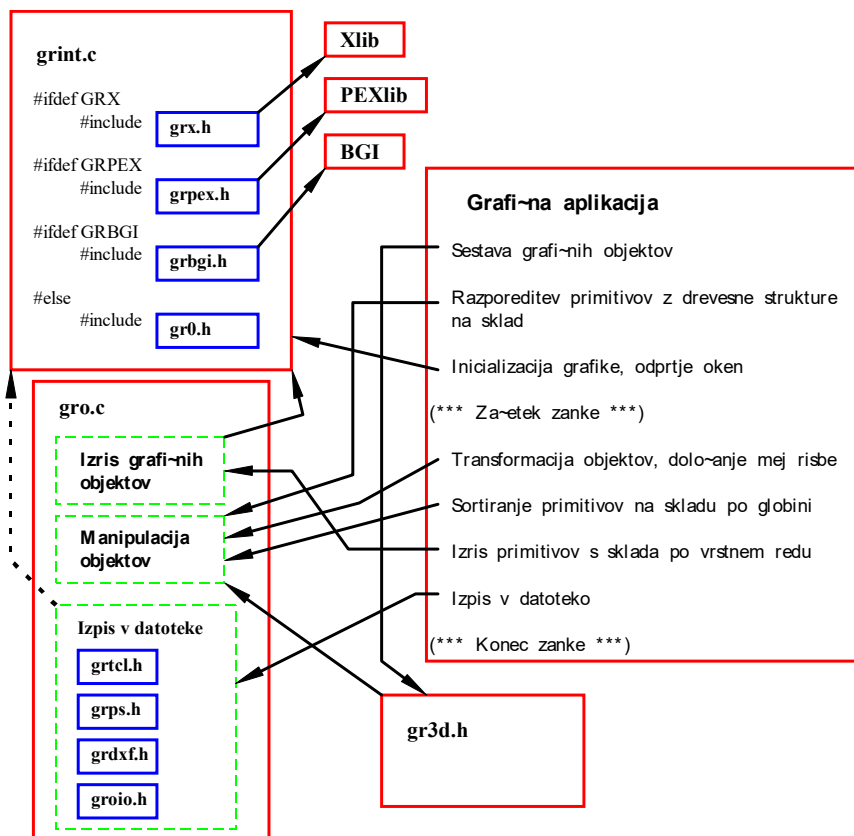 grint.c
#ifdef GRX
#include
grx.h
#ifdef GRPEX
#include
grpex.h
#ifdef GRBGI
#include
grbgi.h
#else
#include
gr0.h
Xlib
PEXlib
BGI
Grafi~na aplikacija
Sestava grafi~nih objektov
Razporeditev primitivov z drevesne strukture
na sklad
Inicializacija grafike, odprtje oken
(*** Za~etek zanke ***)
Transformacija objektov, dolo~anje mej risbe
Sortiranje primitivov na skladu po globini
Izris primitivov s sklada po vrstnem redu
Izpis v datoteko
(*** Konec zanke ***)
gro.c
Izris grafi~nih
objektov
Manipulacija
objektov
Izpis v datoteke
grtcl.h
grps.h
grdxf.h
groio.h
gr3d.h